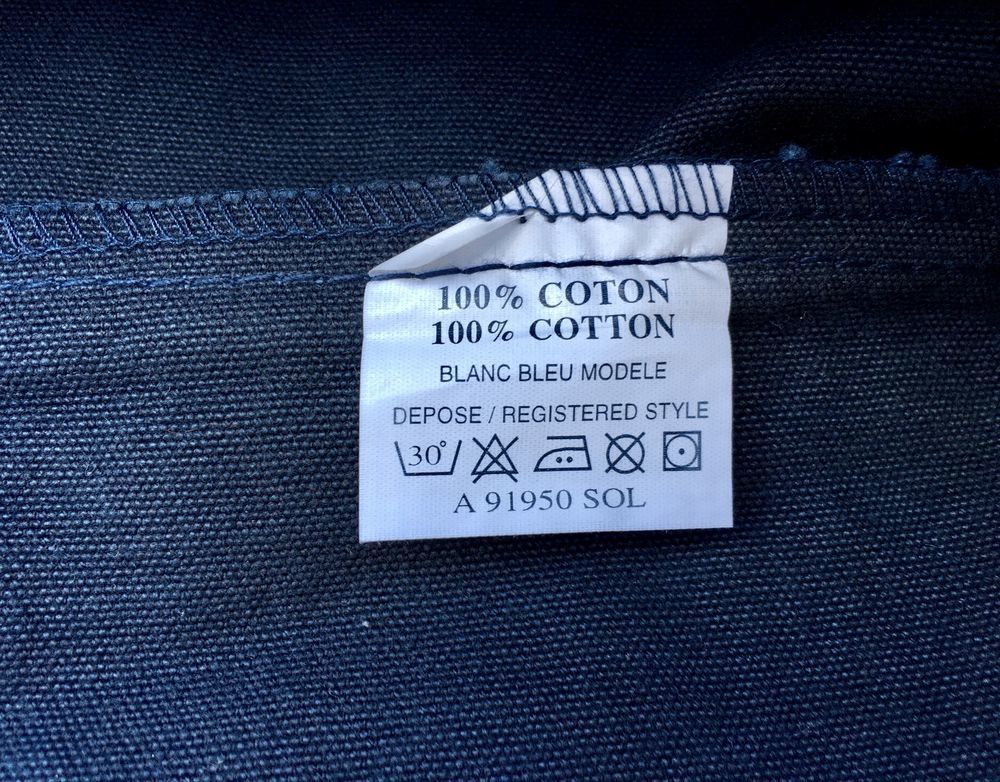 100% COTON
100% COTTON
BLANC BLEU MODELE
DEPOSE / REGISTERED STYLE
30°
A 91950 SOL